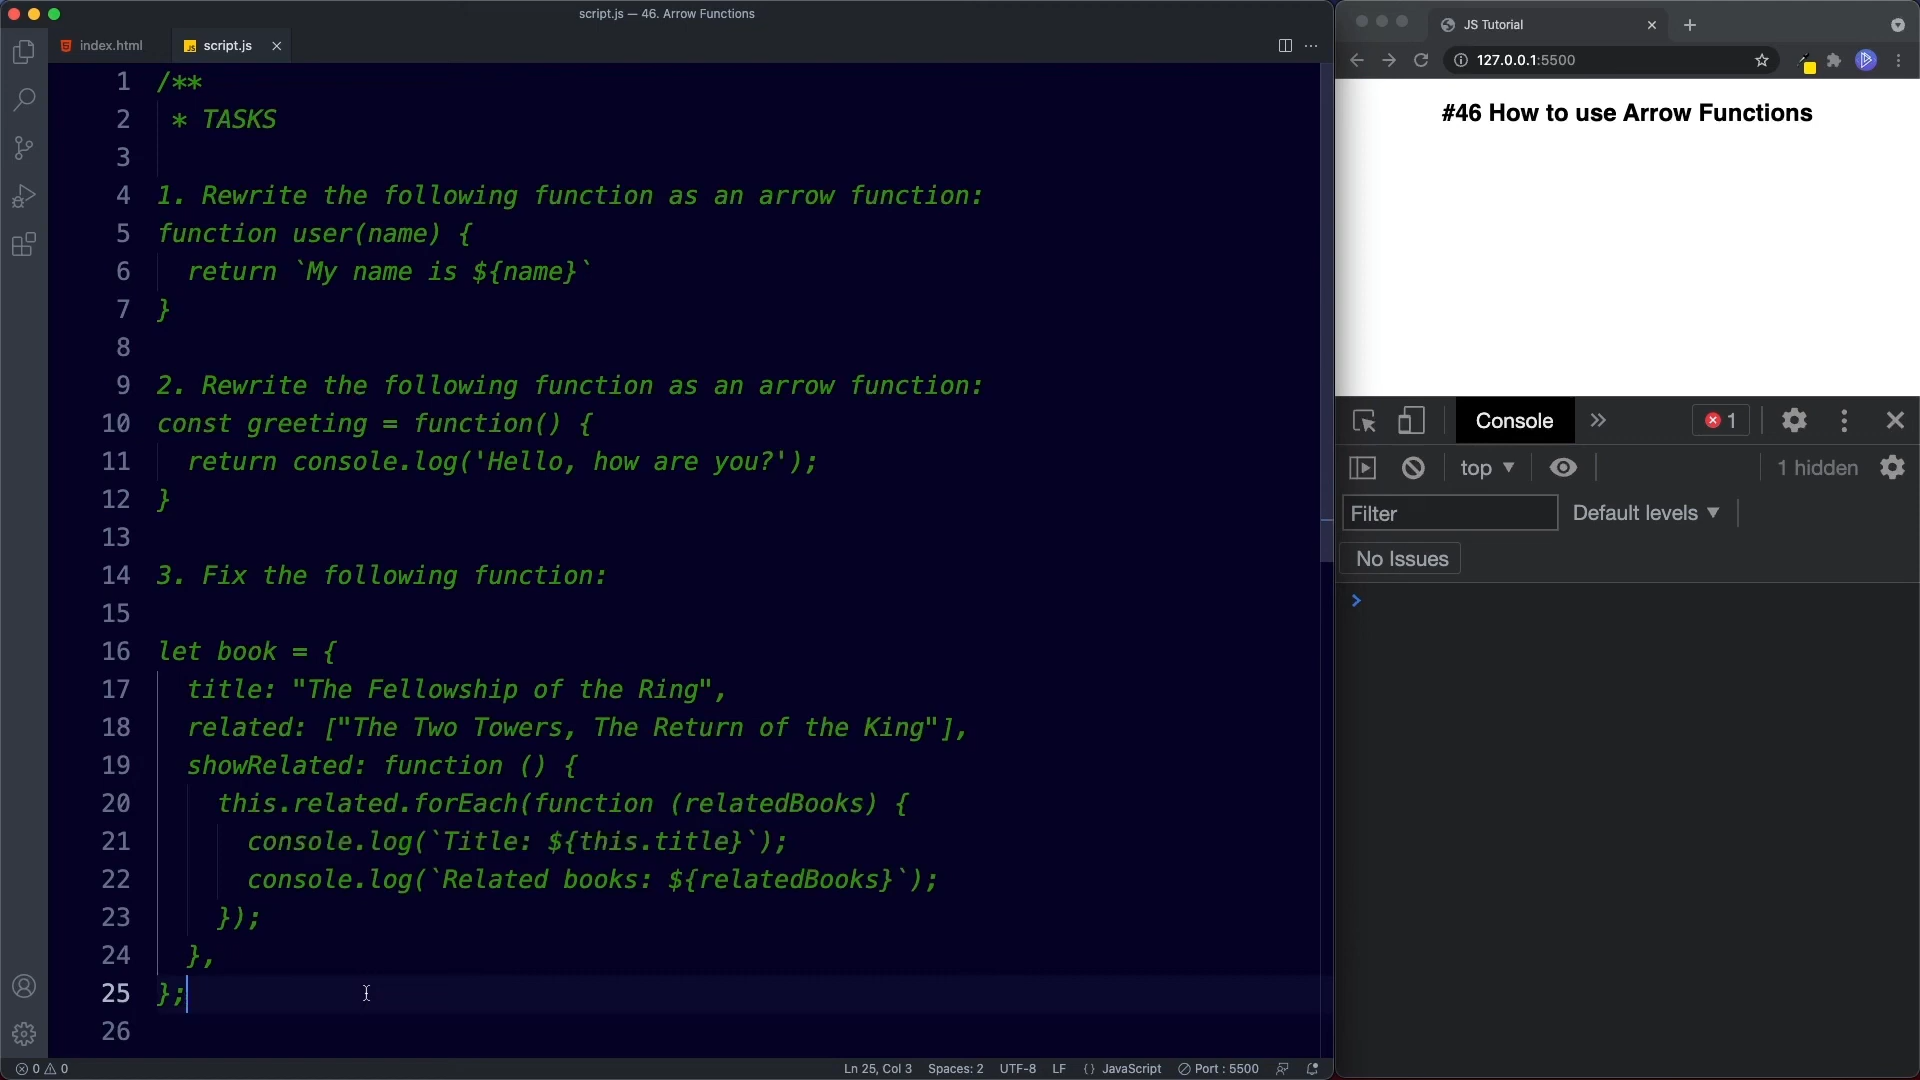 script.js — 46. Arrow Functions
index.html
script.js
1 /**
2 * TASKS
3
4 1. Rewrite the following function as an arrow function:
5 function user(name) {
6 return `My name is ${name}`
7 }
8
9 2. Rewrite the following function as an arrow function:
10 const greeting = function() {
11 return console.log('Hello, how are you?');
12 }
13
14 3. Fix the following function:
15
16 let book = {
17 title: "The Fellowship of the Ring",
18 related: ["The Two Towers, The Return of the King"],
19 showRelated: function () {
20 this.related.forEach(function (relatedBooks) {
21 console.log(`Title: ${this.title}`);
22 console.log(`Related books: ${relatedBooks}`);
23 });
24 },
25 };
26
0 0 Ln 25, Col 3 Spaces: 2 UTF-8 LF {} JavaScript Port : 5500
JS Tutorial
127.0.0.1:5500
#46 How to use Arrow Functions
Console 1
top 1 hidden
Filter Default levels
No Issues